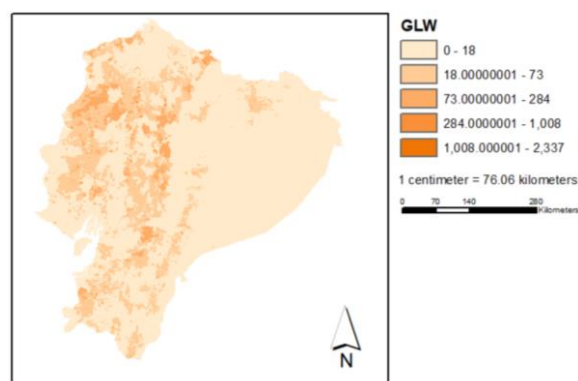 GLW
0 - 18
18.00000001 - 73
73.00000001 - 284
284.0000001 - 1,008
1,008.000001 - 2,337
1 centimeter = 76.06 kilometers
0 70 140 280
Kilometers
N